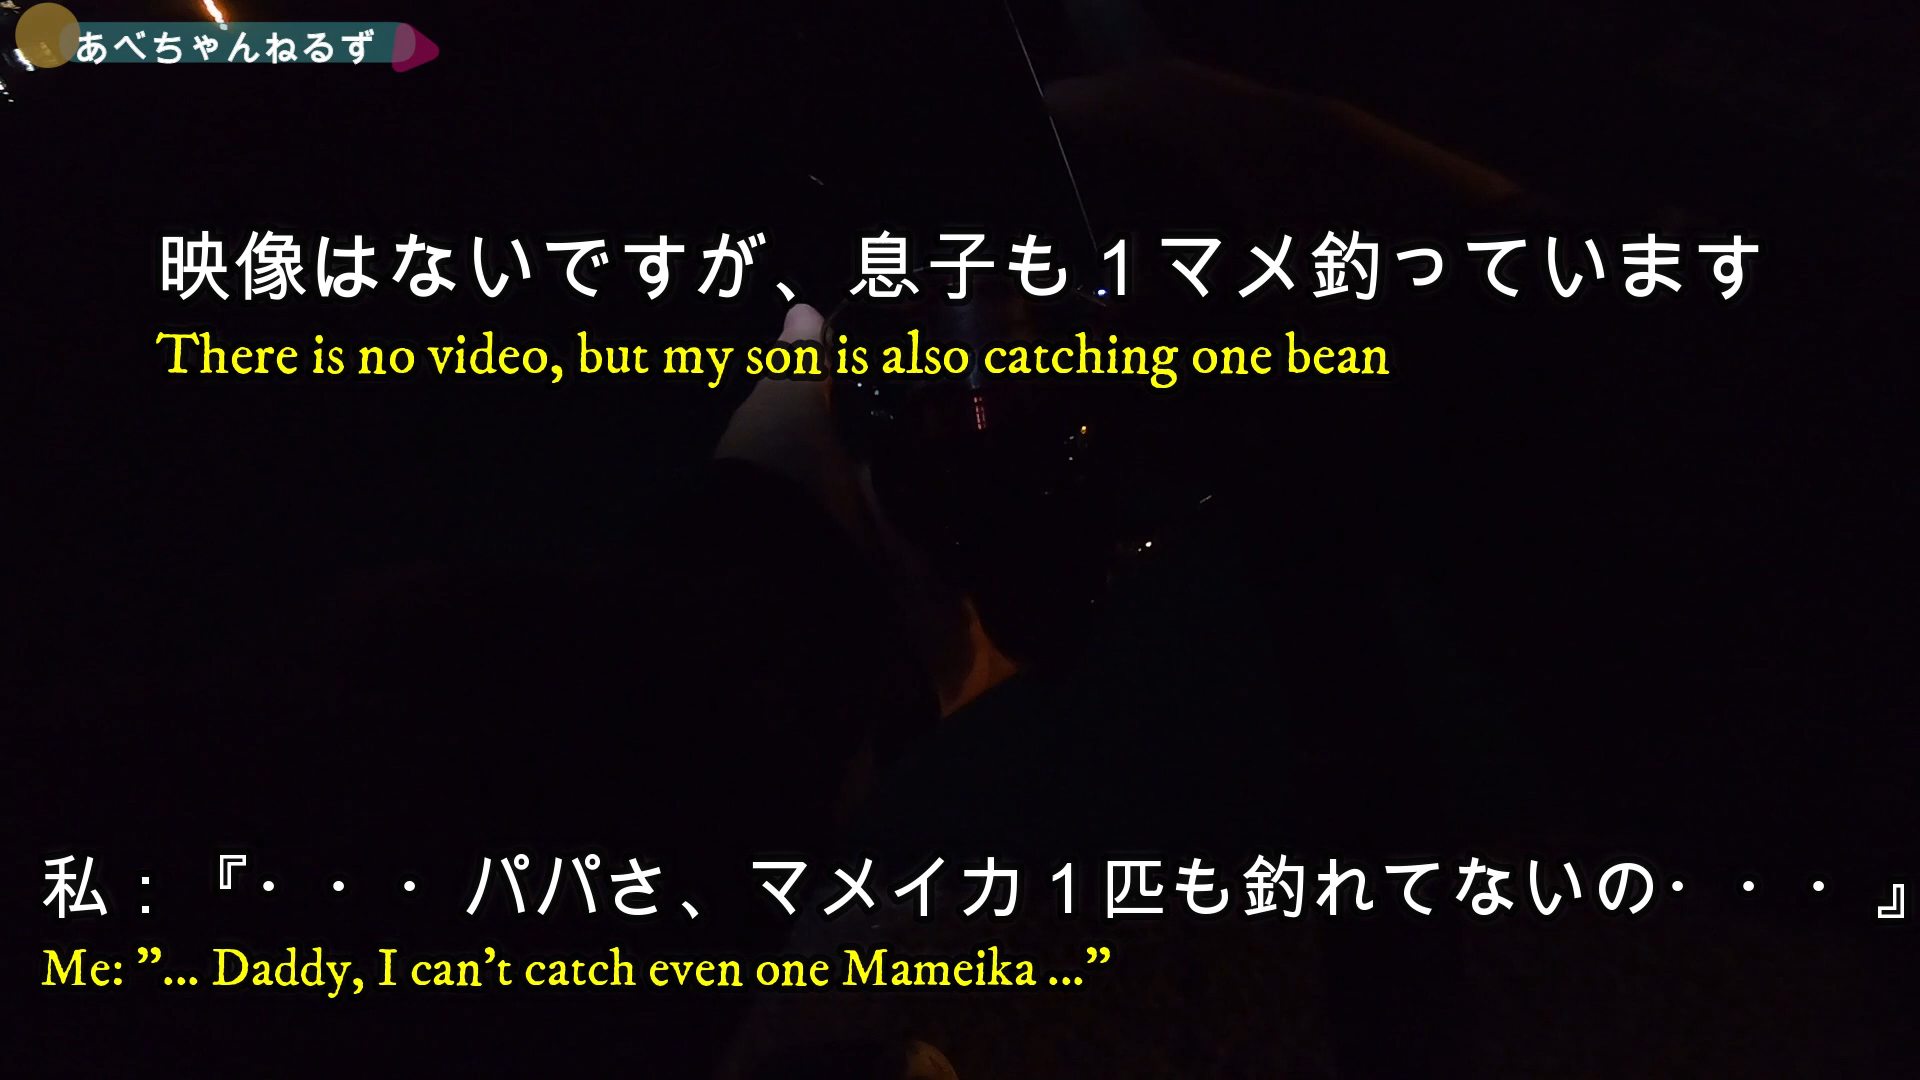 あべちゃんねるず
映像はないですが、息子も1マメ釣っています
There is no video, but my son is also catching one bean
私：『・・・パパさ、マメイカ1匹も釣れてないの・・・』
Me: ”... Daddy, I can’t catch even one Mameika ...”